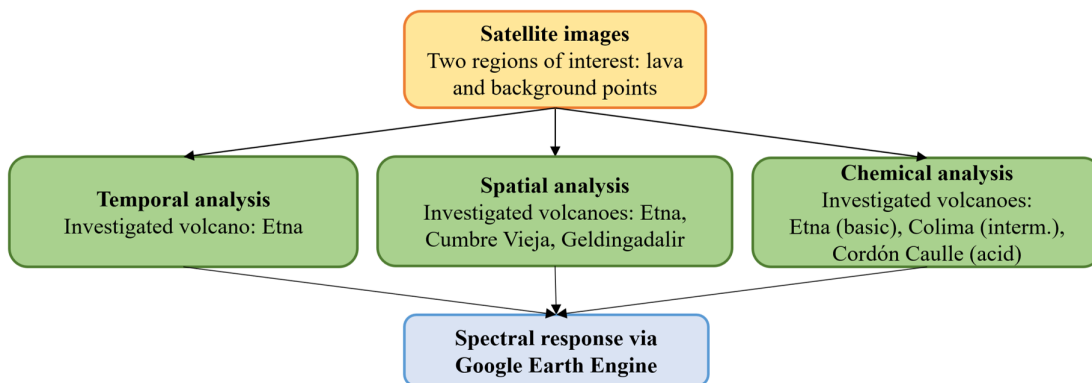 Satellite images
Two regions of interest: lava
and background points
Temporal analysis
Investigated volcano: Etna
Spatial analysis
Investigated volcanoes: Etna,
Cumbre Vieja, Geldingadalir
Chemical analysis
Investigated volcanoes:
Etna (basic), Colima (interm.),
Cordón Caulle (acid)
Spectral response via
Google Earth Engine